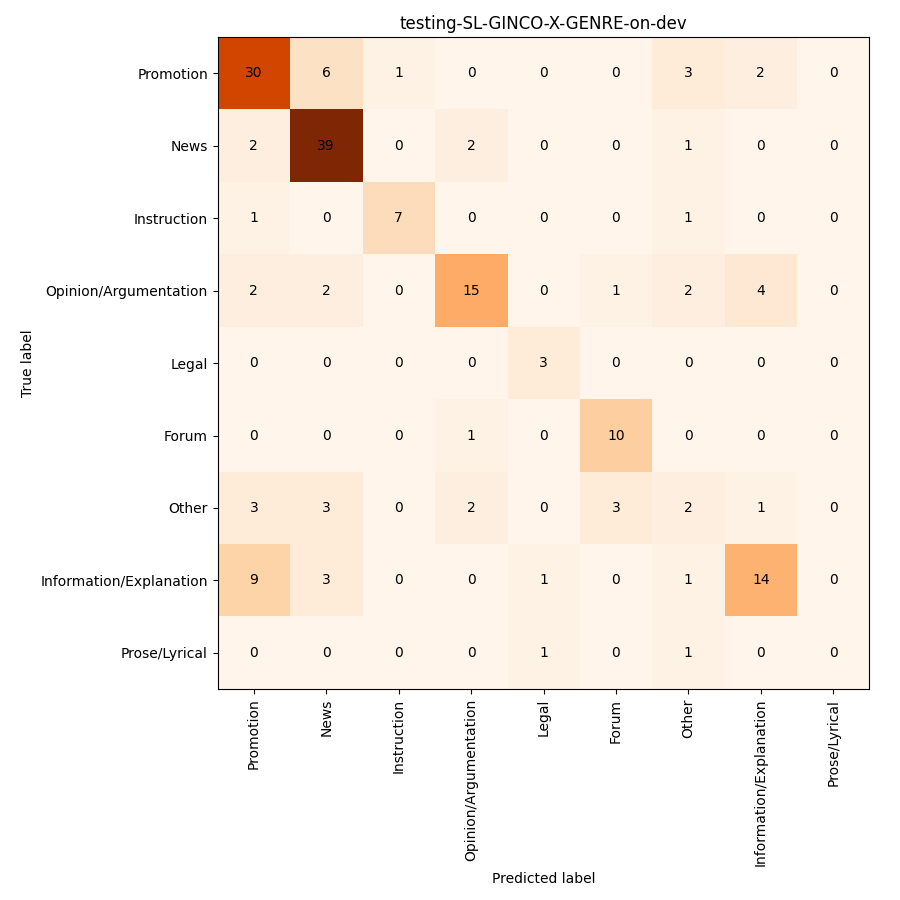 testing-SL-GINCO-X-GENRE-on-dev
True label
Promotion 30 6 1 0 0 0 3 2 0
News 2 39 0 2 0 0 1 0 0
Instruction 1 0 7 0 0 0 1 0 0
Opinion/Argumentation 2 2 0 15 0 1 2 4 0
Legal 0 0 0 0 3 0 0 0 0
Forum 0 0 0 1 0 10 0 0 0
Other 3 3 0 2 0 3 2 1 0
Information/Explanation 9 3 0 0 1 0 1 14 0
Prose/Lyrical 0 0 0 0 1 0 1 0 0
Promotion
News
Instruction
Opinion/Argumentation
Legal
Forum
Other
Information/Explanation
Prose/Lyrical
Predicted label